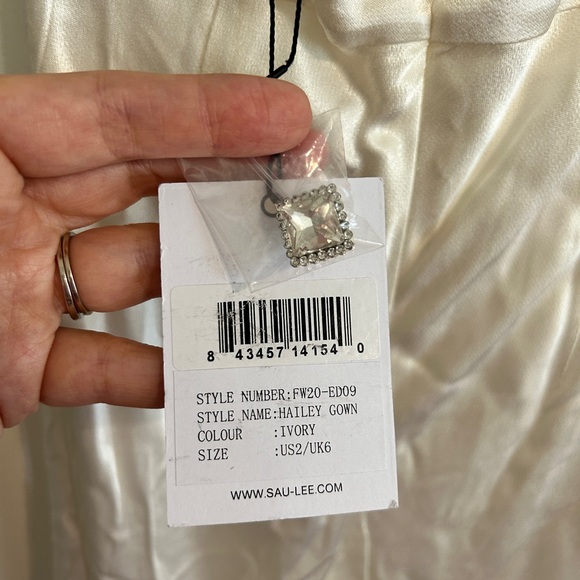 8 43457 14154 0
STYLE NUMBER:FW20-ED09
STYLE NAME:HAILEY GOWN
COLOUR :IVORY
SIZE :US2/UK6
WWW.SAU-LEE.COM